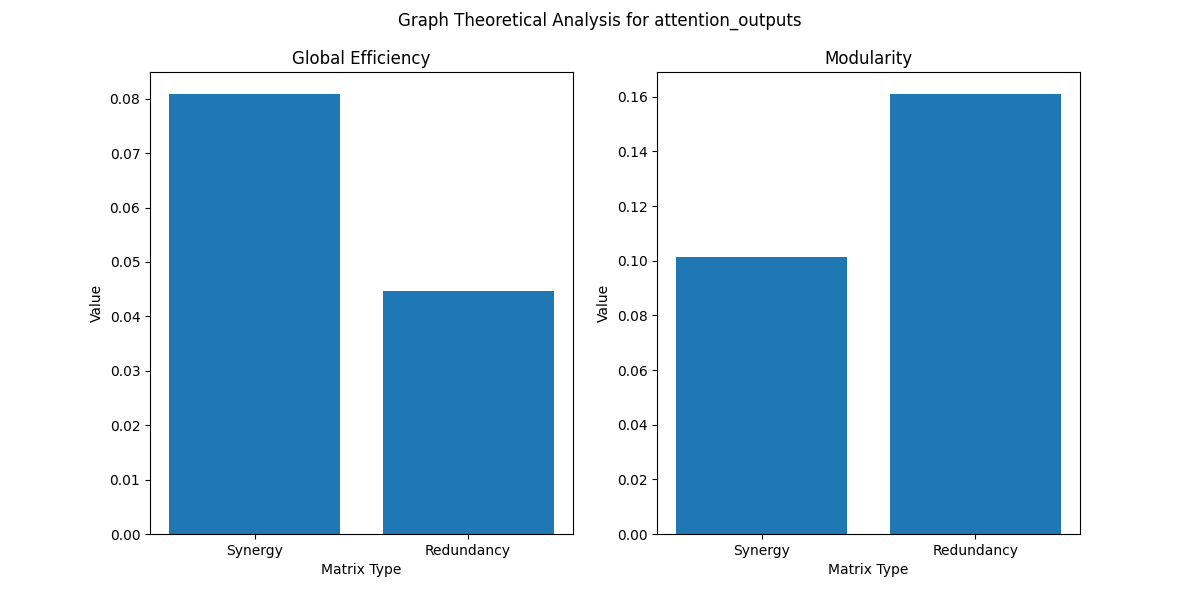 Graph Theoretical Analysis for attention_outputs
Global Efficiency
0.08
0.07
0.06
0.05
0.04
0.03
0.02
0.01
0.00
Value
Synergy Redundancy
Matrix Type
Modularity
0.16
0.14
0.12
0.10
0.08
0.06
0.04
0.02
0.00
Value
Synergy Redundancy
Matrix Type